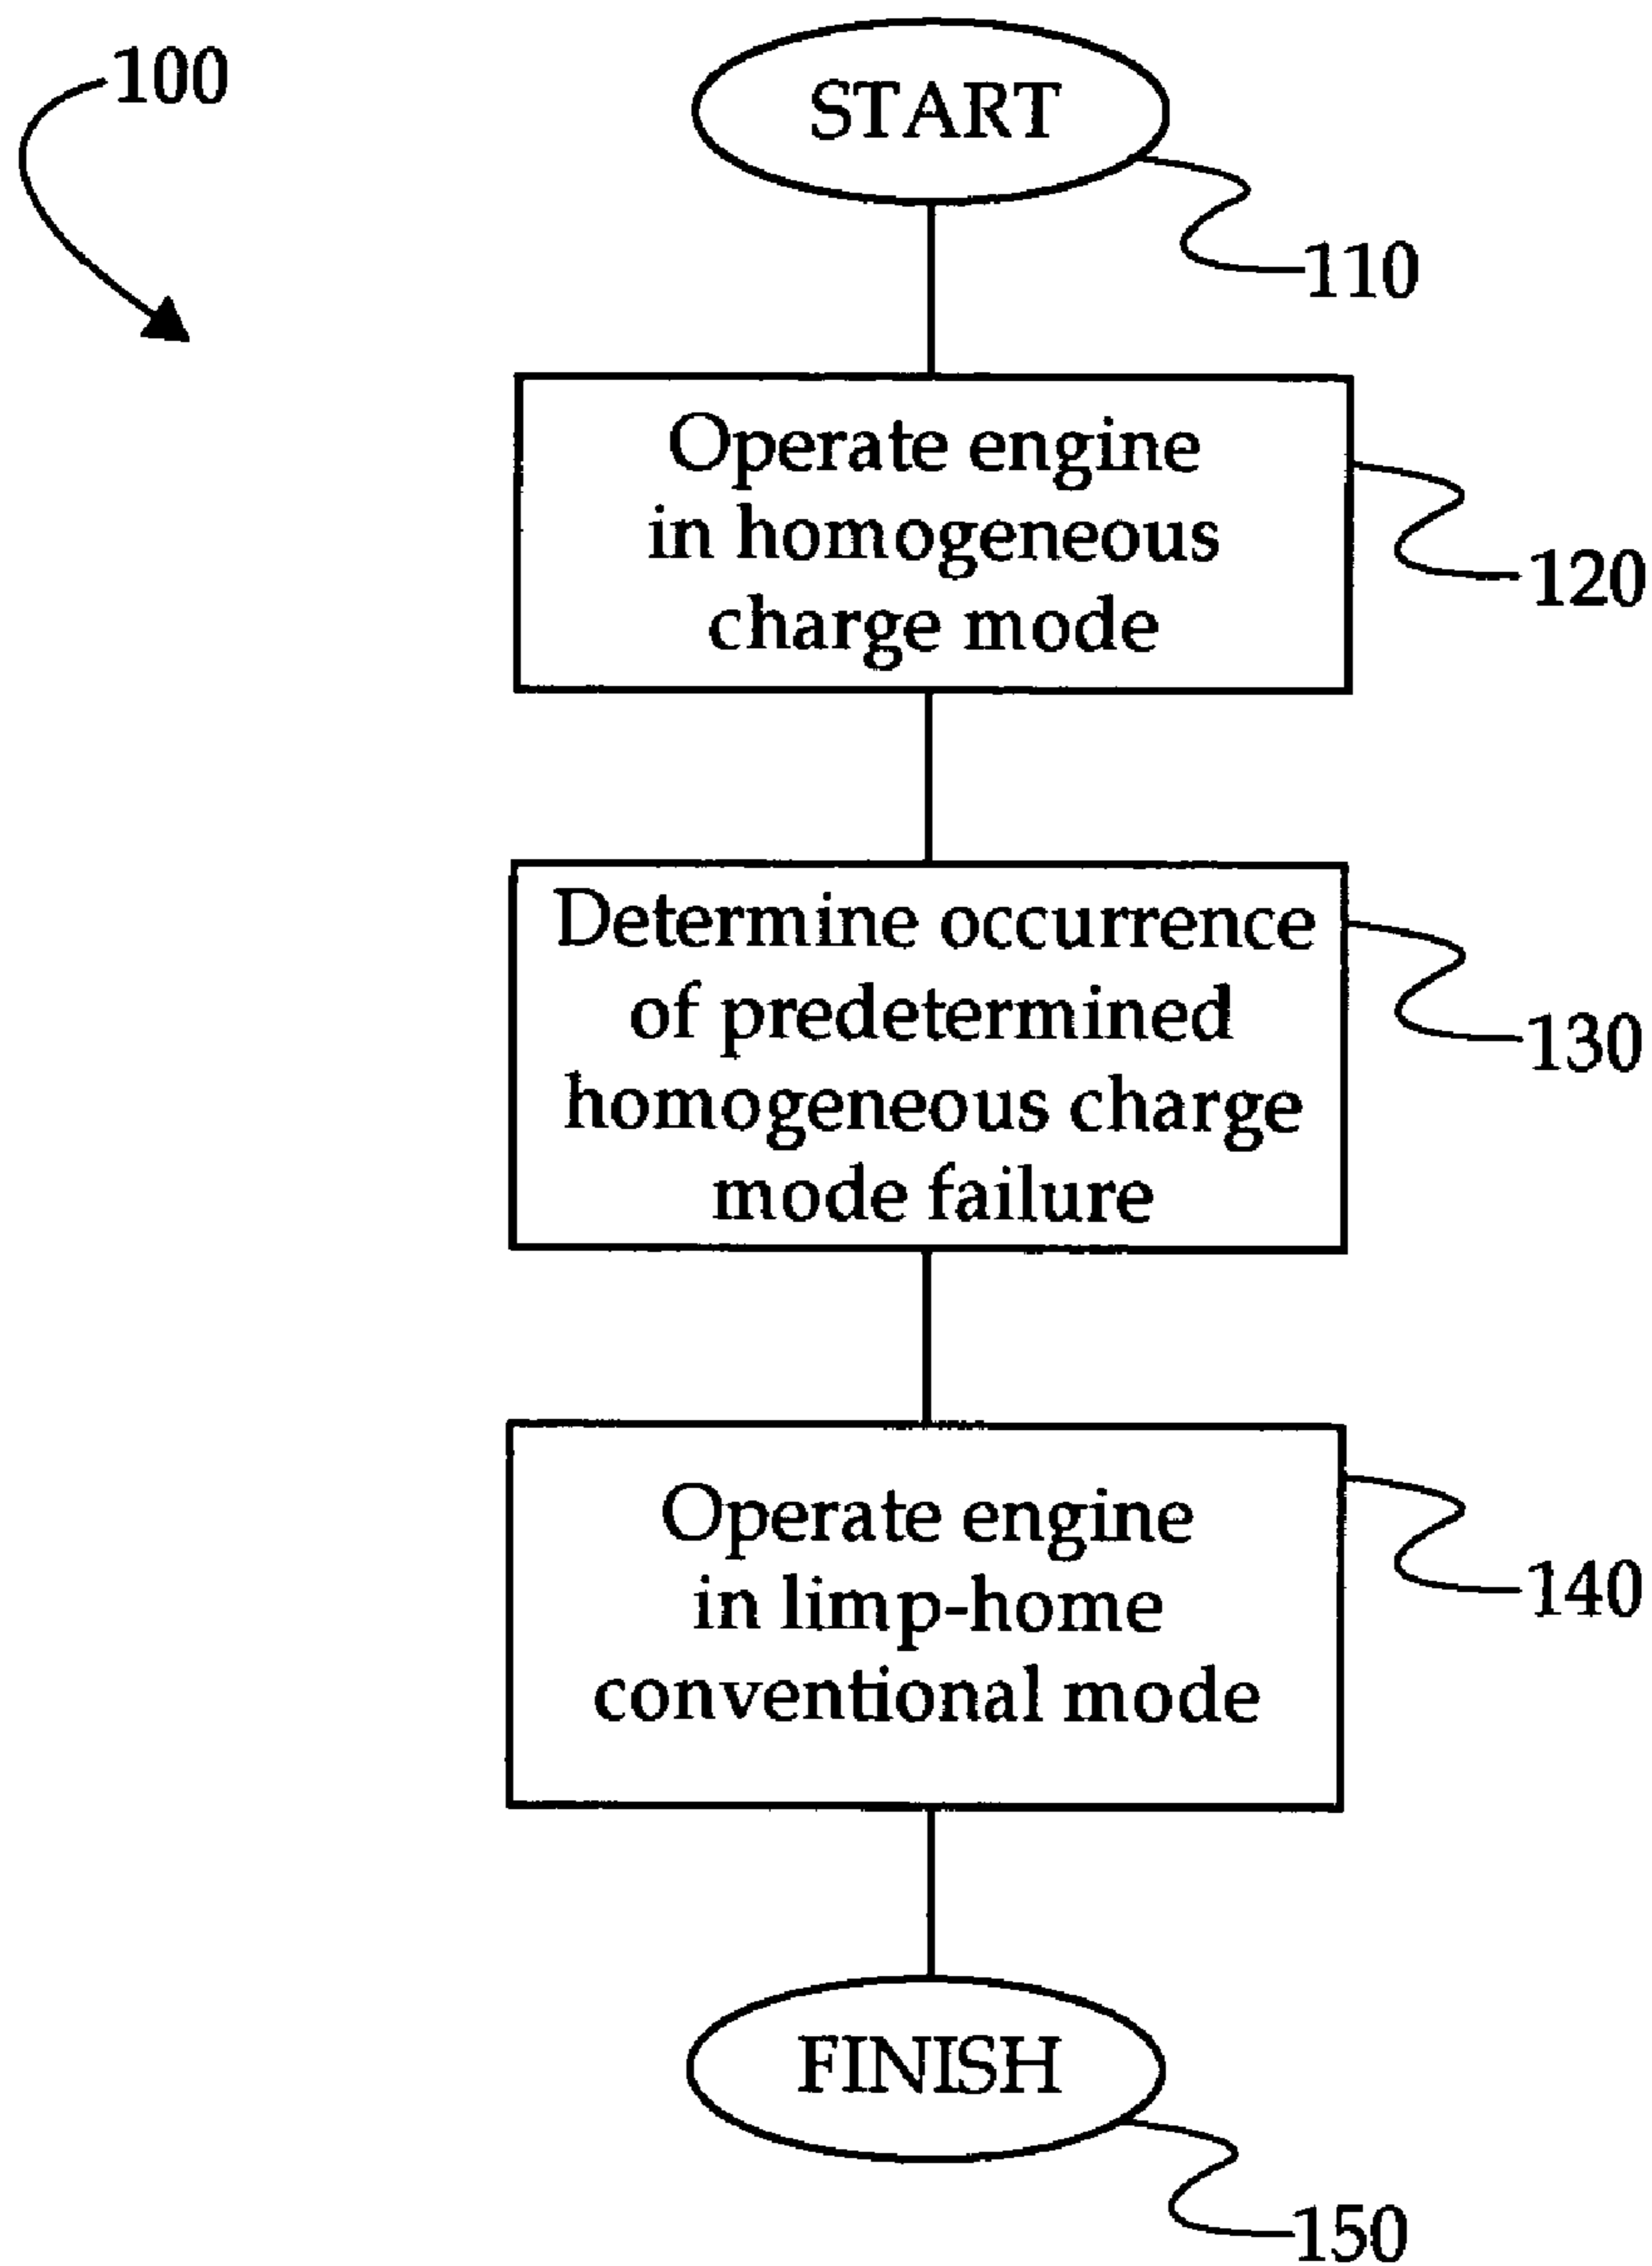 100
START
110
Operate engine
in homogeneous
charge mode
120
Determine occurrence
of predetermined
homogeneous charge
mode failure
130
Operate engine
in limp-home
conventional mode
140
FINISH
150